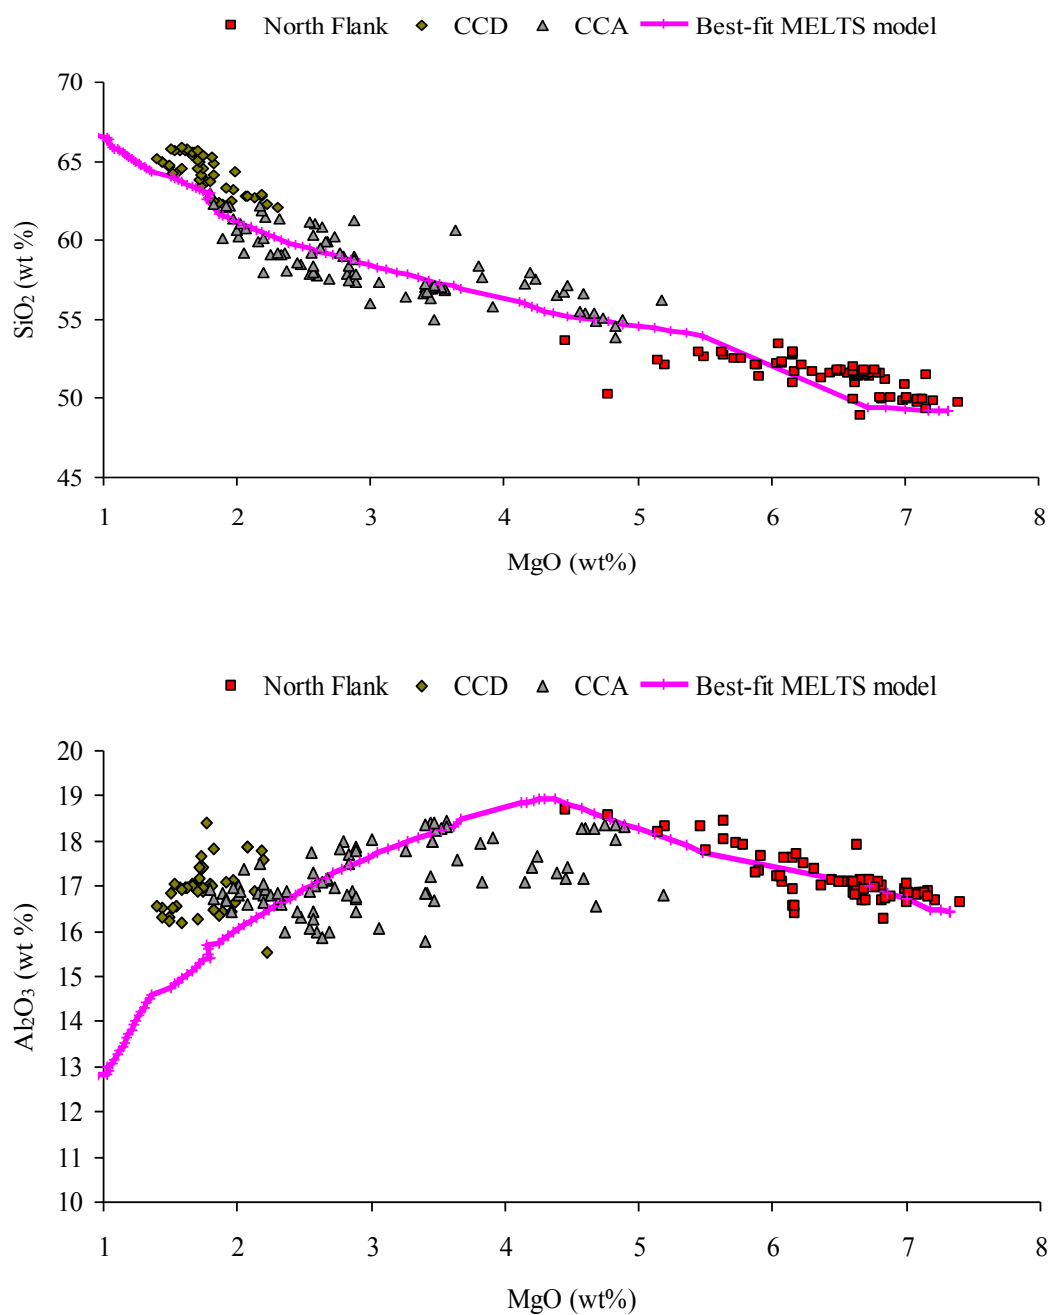 North Flank CCD CCA Best-fit MELTS model
70
65
60
55
50
45
SiO₂ (wt %)
1 2 3 4 5 6 7 8
MgO (wt%)
North Flank CCD CCA Best-fit MELTS model
20
19
18
17
16
15
14
13
12
11
10
Al₂O₃ (wt %)
1 2 3 4 5 6 7 8
MgO (wt%)